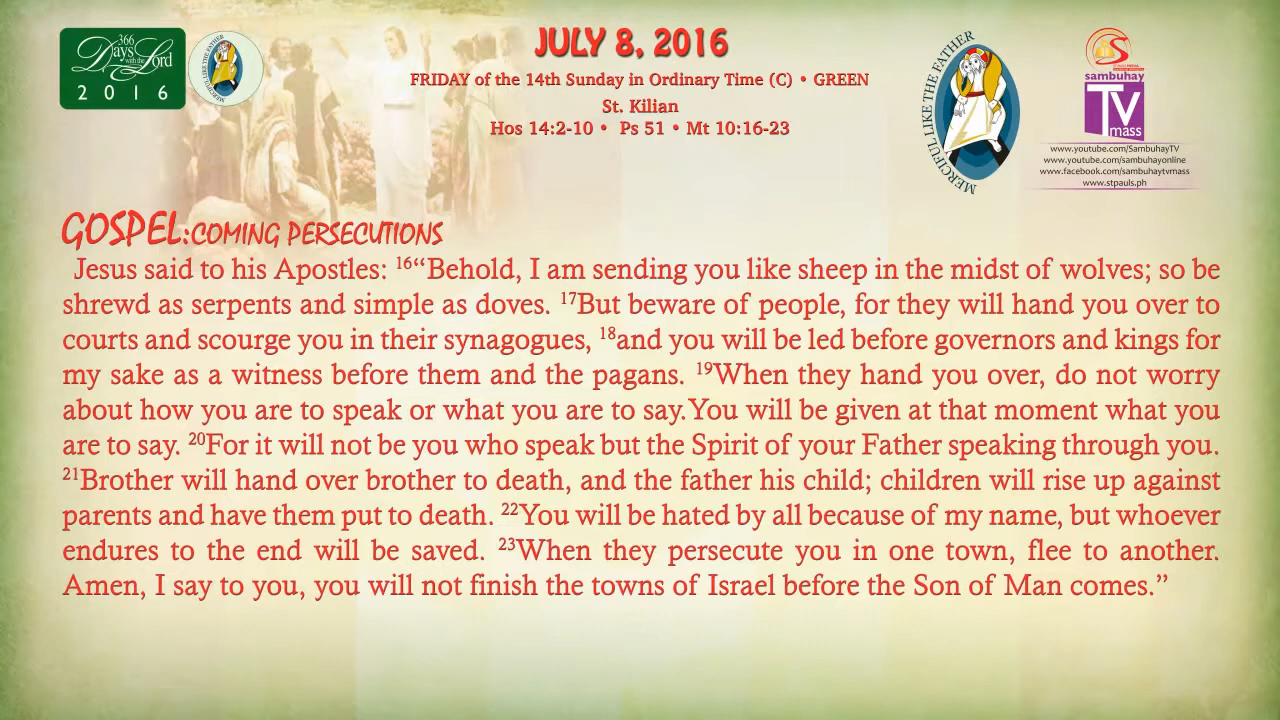 366
Days
with the
Lord
2016
MERCIFUL LIKE THE FATHER
JULY 8, 2016
FRIDAY of the 14th Sunday in Ordinary Time (C) • GREEN
St. Kilian
Hos 14:2-10 • Ps 51 • Mt 10:16-23
MERCIFUL LIKE THE FATHER
sambuhay
TV
mass
www.youtube.com/SambuhayTV
www.youtube.com/sambuhayonline
www.facebook.com/sambuhaytvmass
www.stpauls.ph
GOSPEL:COMING PERSECUTIONS
Jesus said to his Apostles: 16“Behold, I am sending you like sheep in the midst of wolves; so be
shrewd as serpents and simple as doves. 17But beware of people, for they will hand you over to
courts and scourge you in their synagogues, 18and you will be led before governors and kings for
my sake as a witness before them and the pagans. 19When they hand you over, do not worry
about how you are to speak or what you are to say.You will be given at that moment what you
are to say. 20For it will not be you who speak but the Spirit of your Father speaking through you.
21Brother will hand over brother to death, and the father his child; children will rise up against
parents and have them put to death. 22You will be hated by all because of my name, but whoever
endures to the end will be saved. 23When they persecute you in one town, flee to another.
Amen, I say to you, you will not finish the towns of Israel before the Son of Man comes.”